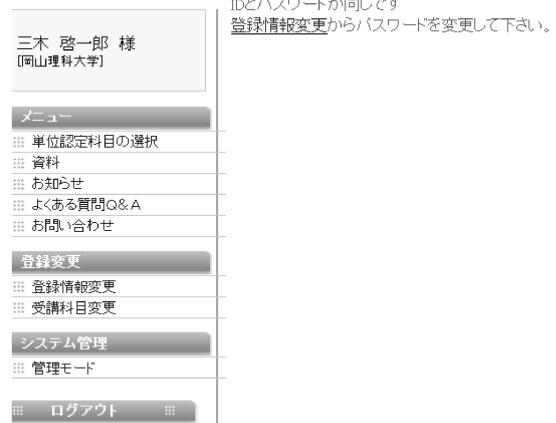 三木 啓一郎 様
[岡山理科大学]
IDとパスワードが同じです
登録情報変更からパスワードを変更して下さい。
メニュー
単位認定科目の選択
資料
お知らせ
よくある質問Q&A
お問い合わせ
登録変更
登録情報変更
受講科目変更
システム管理
管理モード
ログアウト